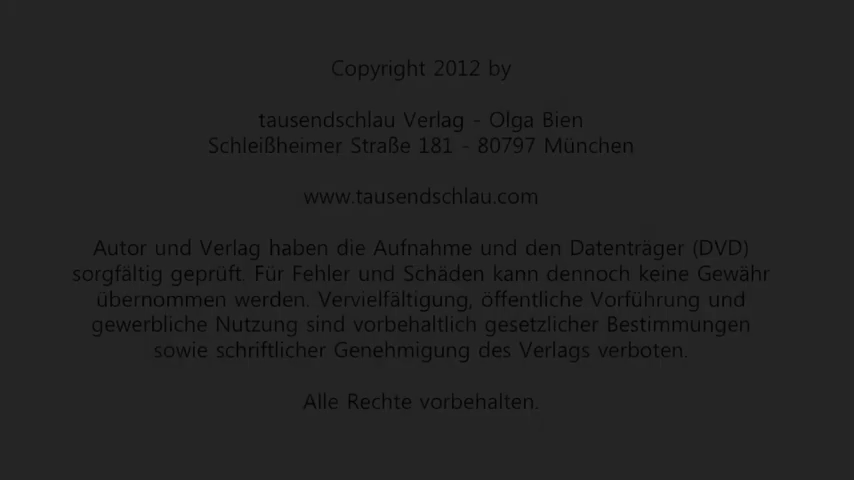 Copyright 2012 by
tausendschlau Verlag - Olga Bien
Schleißheimer Straße 181 - 80797 München
www.tausendschlau.com
Autor und Verlag haben die Aufnahme und den Datenträger (DVD)
sorgfältig geprüft. Für Fehler und Schäden kann dennoch keine Gewähr
übernommen werden. Vervielfältigung, öffentliche Vorführung und
gewerbliche Nutzung sind vorbehaltlich gesetzlicher Bestimmungen
sowie schriftlicher Genehmigung des Verlags verboten.
Alle Rechte vorbehalten.